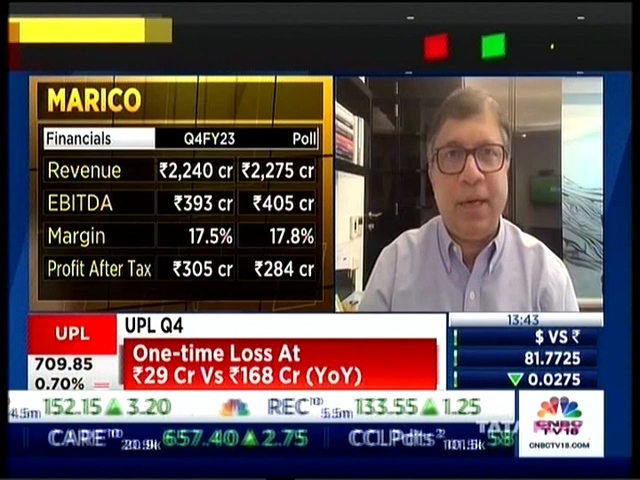 MARICO
Financials Q4FY23 Poll
Revenue ₹2,240 cr ₹2,275 cr
EBITDA ₹393 cr ₹405 cr
Margin 17.5% 17.8%
Profit After Tax ₹305 cr ₹284 cr
UPL
709.85
0.70%
UPL Q4
One-time Loss At
₹29 Cr Vs ₹168 Cr (YoY)
13:43
$ VS ₹
81.7725
0.0275
152.15 3.20 REC 133.55 1.25
CARE 657.40 2.75
CNBC
TV18
CNBCTV18.COM